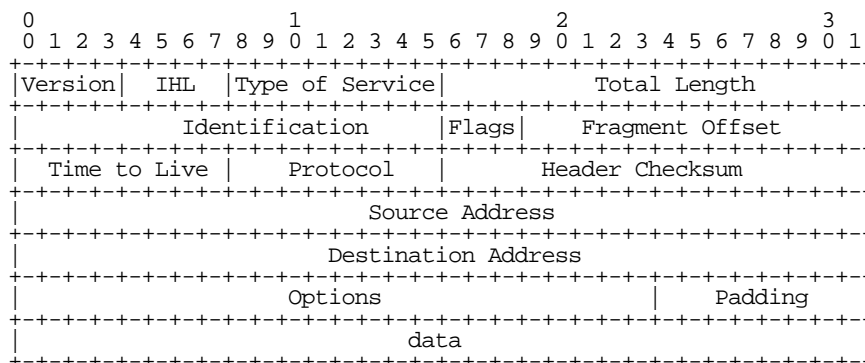 0                   1                   2                   3
0 1 2 3 4 5 6 7 8 9 0 1 2 3 4 5 6 7 8 9 0 1 2 3 4 5 6 7 8 9 0 1
+-+-+-+-+-+-+-+-+-+-+-+-+-+-+-+-+-+-+-+-+-+-+-+-+-+-+-+-+-+-+-+-
|Version|  IHL  |Type of Service|          Total Length
+-+-+-+-+-+-+-+-+-+-+-+-+-+-+-+-+-+-+-+-+-+-+-+-+-+-+-+-+-+-+-+-
|         Identification        |Flags|    Fragment Offset
+-+-+-+-+-+-+-+-+-+-+-+-+-+-+-+-+-+-+-+-+-+-+-+-+-+-+-+-+-+-+-+-
|  Time to Live |    Protocol   |       Header Checksum
+-+-+-+-+-+-+-+-+-+-+-+-+-+-+-+-+-+-+-+-+-+-+-+-+-+-+-+-+-+-+-+-
|                          Source Address
+-+-+-+-+-+-+-+-+-+-+-+-+-+-+-+-+-+-+-+-+-+-+-+-+-+-+-+-+-+-+-+-
|                       Destination Address
+-+-+-+-+-+-+-+-+-+-+-+-+-+-+-+-+-+-+-+-+-+-+-+-+-+-+-+-+-+-+-+-
|                    Options                    |    Padding
+-+-+-+-+-+-+-+-+-+-+-+-+-+-+-+-+-+-+-+-+-+-+-+-+-+-+-+-+-+-+-+-
|                             data
+-+-+-+-+-+-+-+-+-+-+-+-+-+-+-+-+-+-+-+-+-+-+-+-+-+-+-+-+-+-+-+-